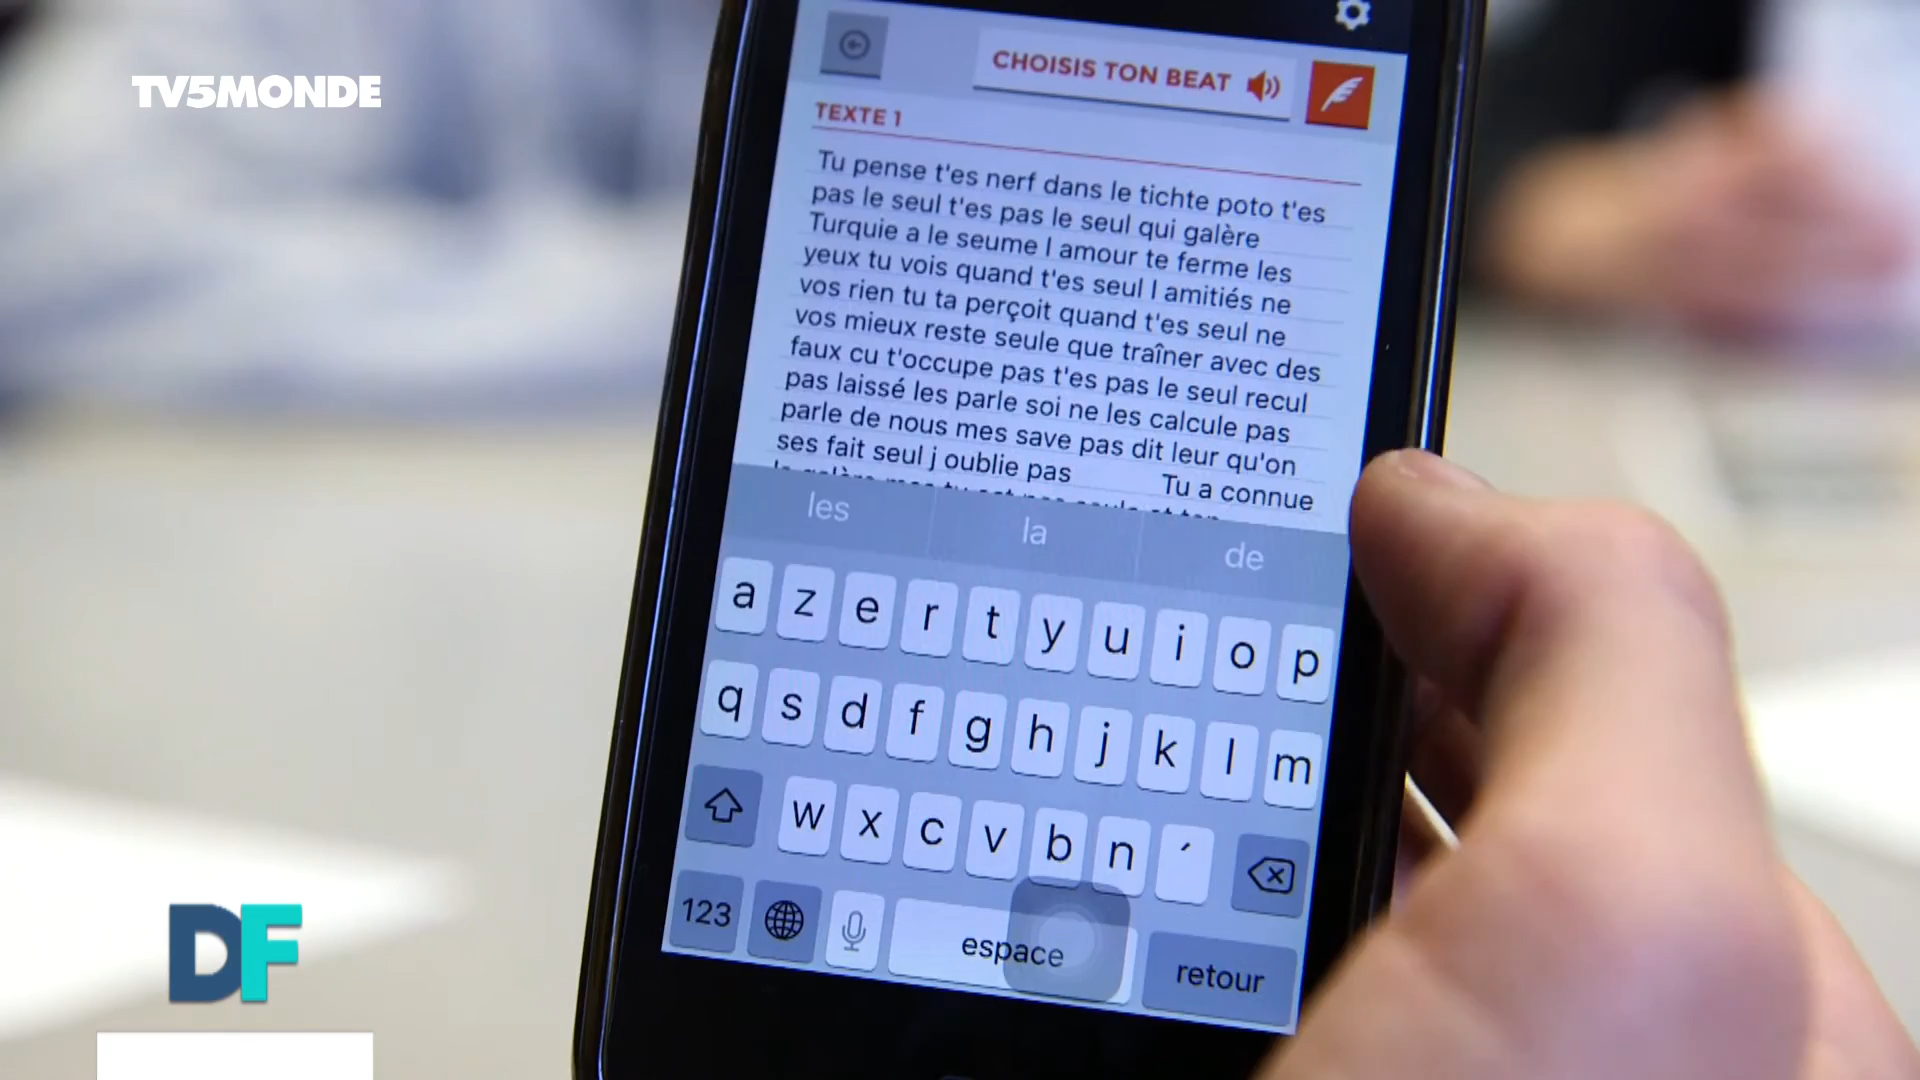 TV5MONDE
CHOISIS TON BEAT
TEXTE 1
Tu pense t'es nerf dans le tichte poto t'es
pas le seul t'es pas le seul qui galère
Turquie a le seume l amour te ferme les
yeux tu vois quand t'es seul l amitiés ne
vos rien tu ta perçoit quand t'es seul ne
vos mieux reste seule que traîner avec des
faux cu t'occupe pas t'es pas le seul recul
pas laissé les parle soi ne les calcule pas
parle de nous mes save pas dit leur qu'on
ses fait seul j oublie pas Tu a connue
les la de
a z e r t y u i o p
q s d f g h j k l m
w x c v b n ´
123 espace retour
DF